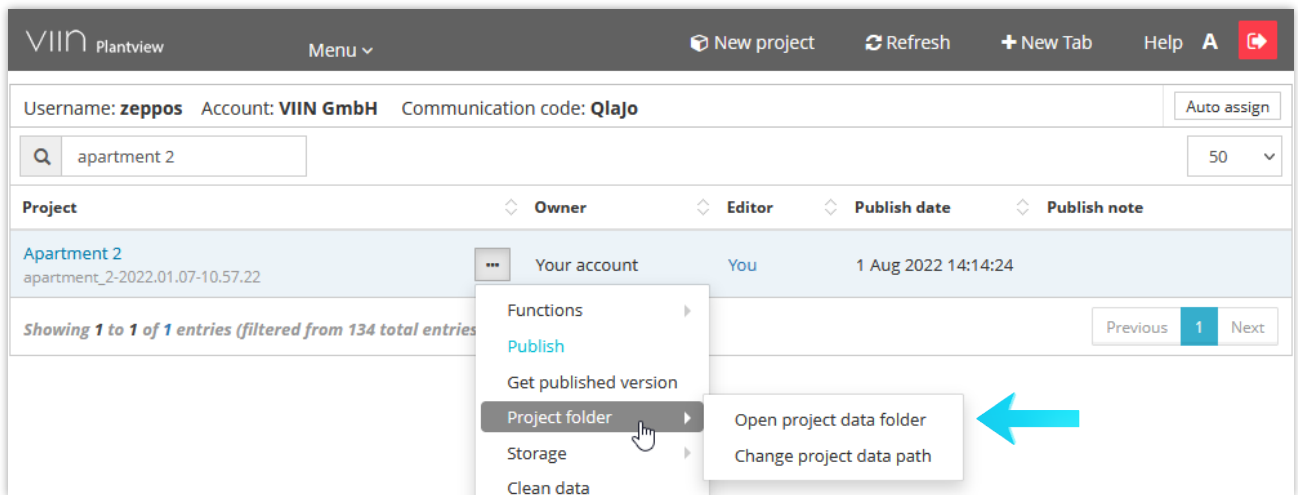 VIIN Plantview Menu New project Refresh New Tab Help A
Username: zeppos Account: VIIN GmbH Communication code: QlaJo Auto assign
apartment 2 50
Project Owner Editor Publish date Publish note
Apartment 2 ... Your account You 1 Aug 2022 14:14:24
apartment_2-2022.01.07-10.57.22
Functions
Showing 1 to 1 of 1 entries (filtered from 134 total entries
Previous 1 Next
Publish
Get published version
Project folder
Open project data folder
Storage
Change project data path
Clean data